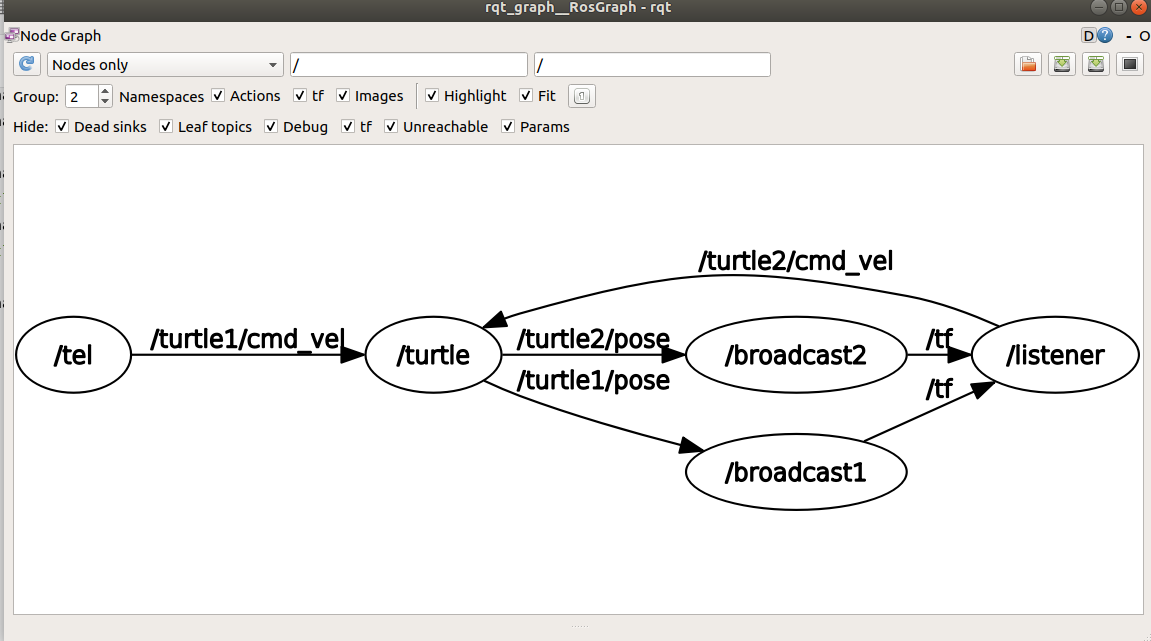 rqt_graph__RosGraph - rqt
Node Graph
D ? - O
Nodes only / /
Group: 2 Namespaces Actions tf Images Highlight Fit
Hide: Dead sinks Leaf topics Debug tf Unreachable Params
/turtle2/cmd_vel
/tel /turtle1/cmd_vel /turtle /turtle2/pose /broadcast2 /tf /listener
/turtle1/pose /tf
/broadcast1